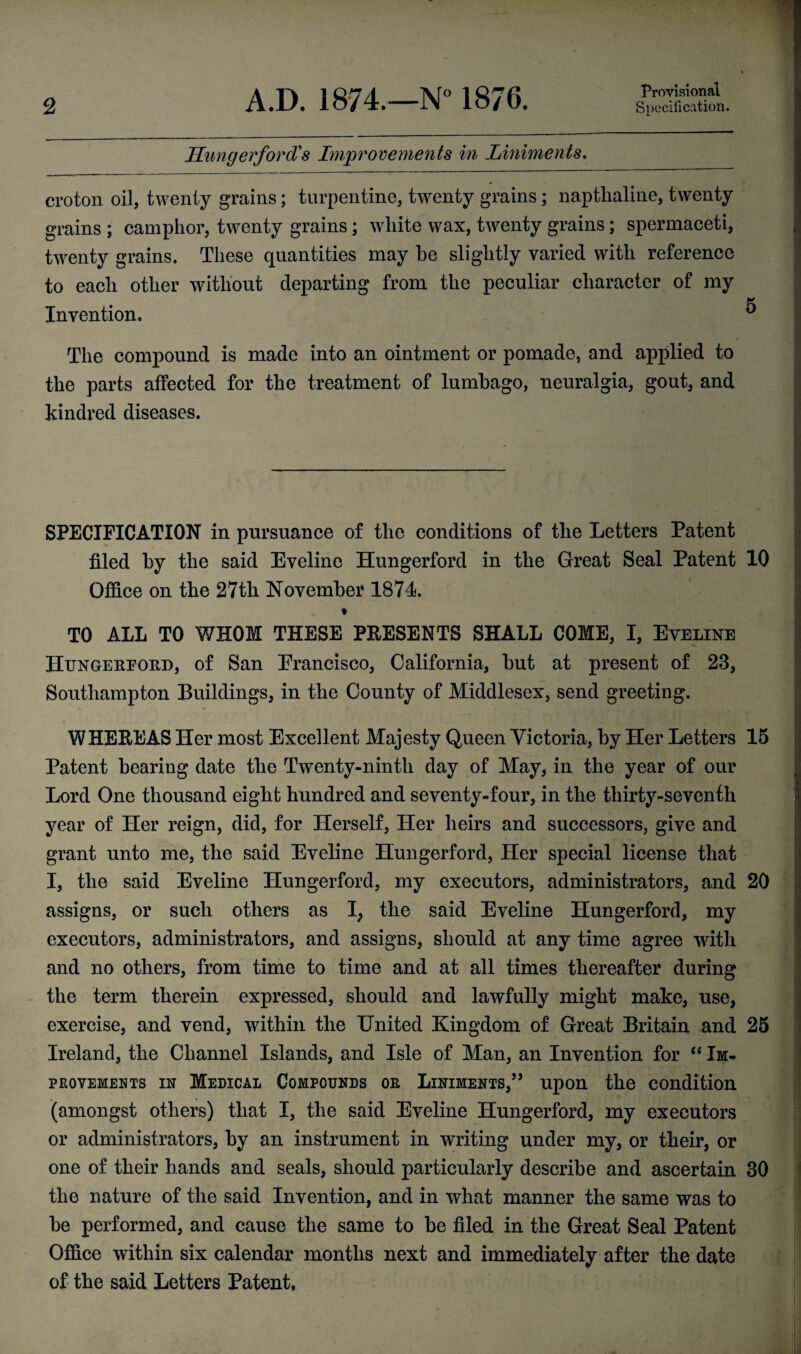 2 A.D. 1874.—N° 1876. Provisional
Specification.
Hungerford's Improvements in Liniments.
croton oil, twenty grains; turpentine, twenty grains; napthaline, twenty
grains ; camphor, twenty grains; white wax, twenty grains; spermaceti,
twenty grains. These quantities may be slightly varied with reference
to each other without departing from the peculiar character of my
Invention. 5
The compound is made into an ointment or pomade, and applied to
the parts affected for the treatment of lumbago, neuralgia, gout, and
kindred diseases.
SPECIFICATION in pursuance of the conditions of the Letters Patent
filed by the said Eveline Hungerford in the Great Seal Patent 10
Office on the 27th November 1874.
TO ALL TO WHOM THESE PRESENTS SHALL COME, I, Eveline
Hungerford, of San Francisco, California, but at present of 23,
Southampton Buildings, in the County of Middlesex, send greeting.
WHEREAS Her most Excellent Majesty Queen Victoria, by Her Letters 15
Patent bearing date the Twenty-ninth day of May, in the year of our
Lord One thousand eight hundred and seventy-four, in the thirty-seventh
year of Her reign, did, for Herself, Her heirs and successors, give and
grant unto me, the said Eveline Hungerford, Her special license that
I, the said Eveline Hungerford, my executors, administrators, and 20
assigns, or such others as I, the said Eveline Hungerford, my
executors, administrators, and assigns, should at any time agree with
and no others, from time to time and at all times thereafter during
the term therein expressed, should and lawfully might make, use,
exercise, and vend, within the United Kingdom of Great Britain and 25
Ireland, the Channel Islands, and Isle of Man, an Invention for “Im-
provements in Medical Compounds or Liniments,” upon the condition
(amongst others) that I, the said Eveline Hungerford, my executors
or administrators, by an instrument in writing under my, or their, or
one of their hands and seals, should particularly describe and ascertain 30
the nature of the said Invention, and in what manner the same was to
be performed, and cause the same to be filed in the Great Seal Patent
Office within six calendar months next and immediately after the date
of the said Letters Patent.